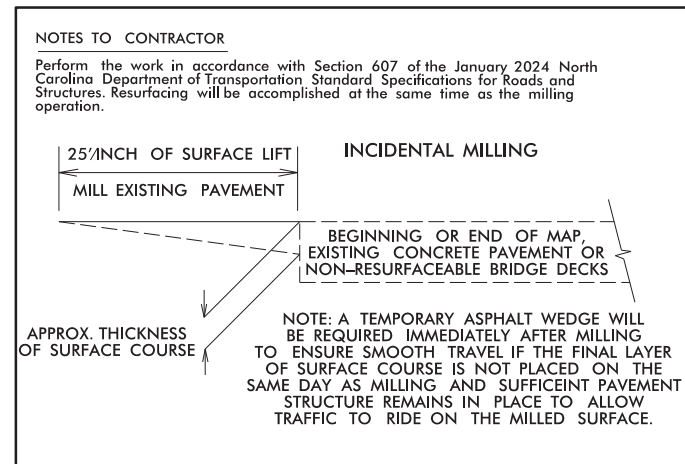 NOTES TO CONTRACTOR
Perform the work in accordance with Section 607 of the January 2024 North
Carolina Department of Transportation Standard Specifications for Roads and
Structures. Resurfacing will be accomplished at the same time as the milling
operation.
25'/INCH OF SURFACE LIFT
INCIDENTAL MILLING
MILL EXISTING PAVEMENT
BEGINNING OR END OF MAP,
EXISTING CONCRETE PAVEMENT OR
NON-RESURFACEABLE BRIDGE DECKS
APPROX. THICKNESS
OF SURFACE COURSE
NOTE: A TEMPORARY ASPHALT WEDGE WILL
BE REQUIRED IMMEDIATELY AFTER MILLING
TO ENSURE SMOOTH TRAVEL IF THE FINAL LAYER
OF SURFACE COURSE IS NOT PLACED ON THE
SAME DAY AS MILLING AND SUFFICEINT PAVEMENT
STRUCTURE REMAINS IN PLACE TO ALLOW
TRAFFIC TO RIDE ON THE MILLED SURFACE.